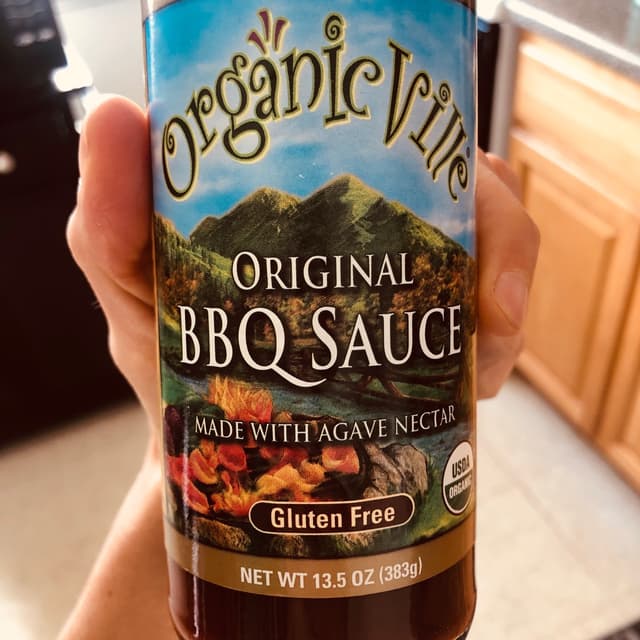 OrganicVille
ORIGINAL
BBQ SAUCE
MADE WITH AGAVE NECTAR
USDA
ORGANIC
Gluten Free
NET WT 13.5 OZ (383g)